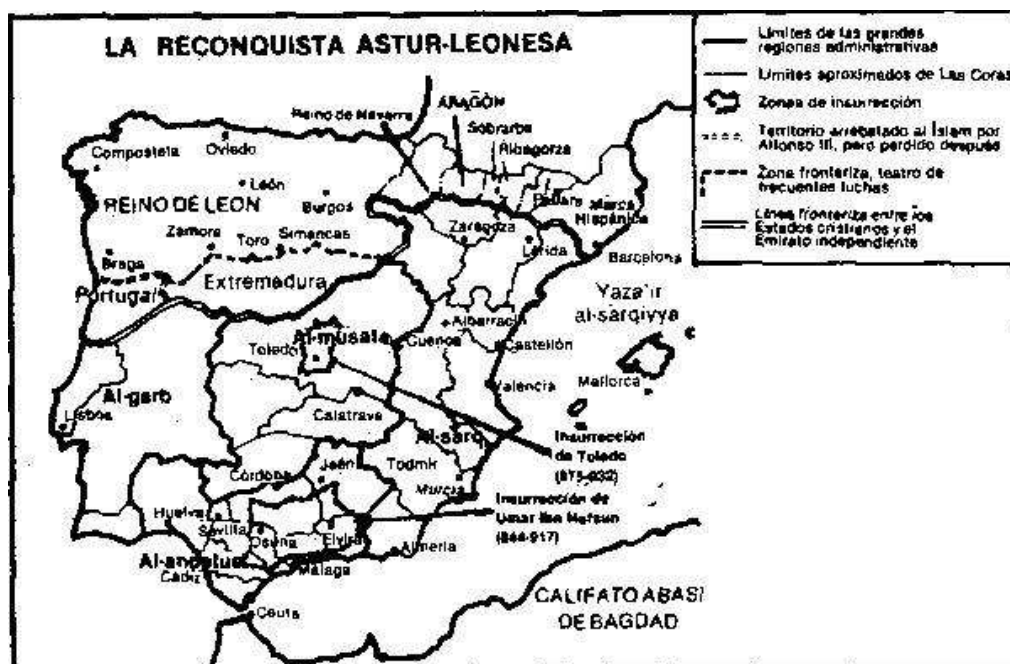 LA RECONQUISTA ASTUR-LEONESA
Límites de las grandes
regiones administrativas
Límites aproximados de Las Coras
Zonas de insurrección
Territorio arrebatado al Islam por
Alfonso III, pero perdido después
Zona fronteriza, teatro de
frecuentes luchas
Línea fronteriza entre los
Estados cristianos y el
Emirato independiente
Reino de Navarra
ARAGÓN
Sobrarbe
Ribagorza
Pallars
Marca
Hispánica
Compostela
Oviedo
León
REINO DE LEON
Burgos
Zamora
Toro
Simancas
Braga
Portugal
Extremadura
Zaragoza
Lérida
Barcelona
Yaza'ir
al-sarqiyya
Mallorca
Albarracín
Cuenca
Castellón
Valencia
Al-musata
Toledo
Al-garb
Lisboa
Calatrava
Al-sarq
Insurrección
de Toledo
Todmir
Murcia
Córdoba
Jaén
Huelva
Sevilla
Osuna
Elvira
Almería
Málaga
Al-andalus
Cádiz
Ceuta
Insurrección de
Umar Ibn Hafsun
CALIFATO ABASI
DE BAGDAD